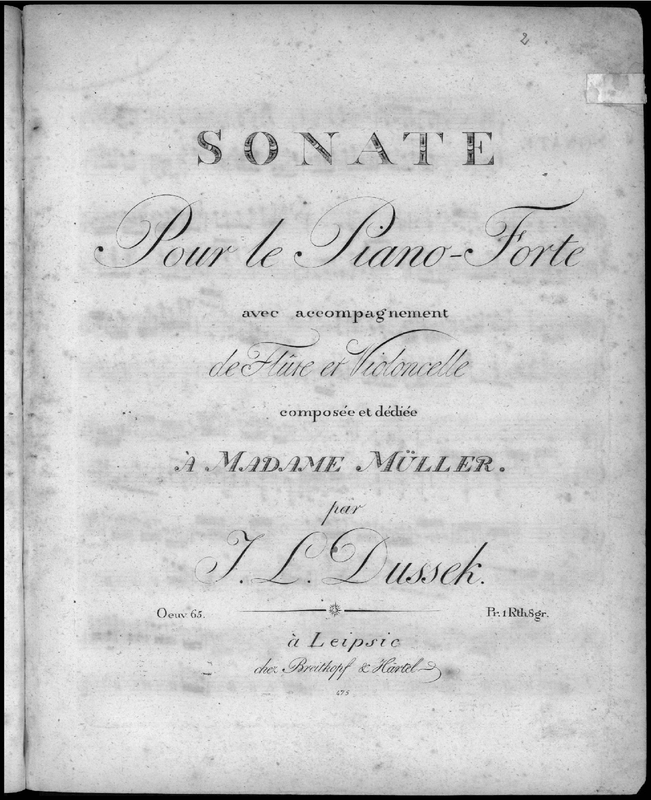 2
SONATE
Pour le Piano-Forte
avec accompagnement
de Flûte et Violoncelle
composée et dédiée
À MADAME MÜLLER.
par
J. L. Dussek.
Oeuv 65. Pr. 1 Rth. 8 gr.
à Leipsic
chez Breitkopf & Härtel
475